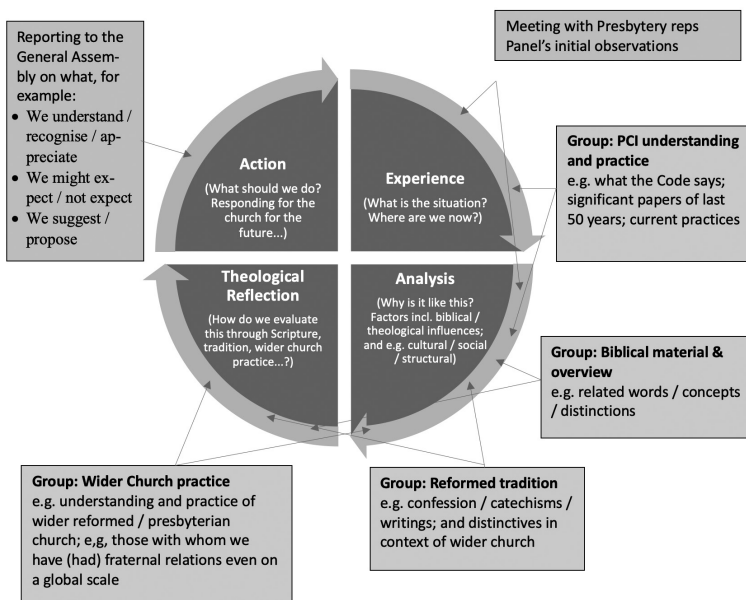 Reporting to the
General Assem-
bly on what, for
example:
• We understand /
recognise / ap-
preciate
• We might ex-
pect / not expect
• We suggest /
propose
Meeting with Presbytery reps
Panel's initial observations
Action
(What should we do?
Responding for the
church for the
future...)
Experience
(What is the situation?
Where are we now?)
Group: PCI understanding
and practice
e.g. what the Code says;
significant papers of last
50 years; current practices
Theological
Reflection
(How do we evaluate
this through Scripture,
tradition, wider church
practice...?)
Analysis
(Why is it like this?
Factors incl. biblical /
theological influences;
and e.g. cultural / social
/ structural)
Group: Biblical material &
overview
e.g. related words / concepts
/ distinctions
Group: Wider Church practice
e.g. understanding and practice of
wider reformed / presbyterian
church; e,g, those with whom we
have (had) fraternal relations even on
a global scale
Group: Reformed tradition
e.g. confession / catechisms /
writings; and distinctives in
context of wider church